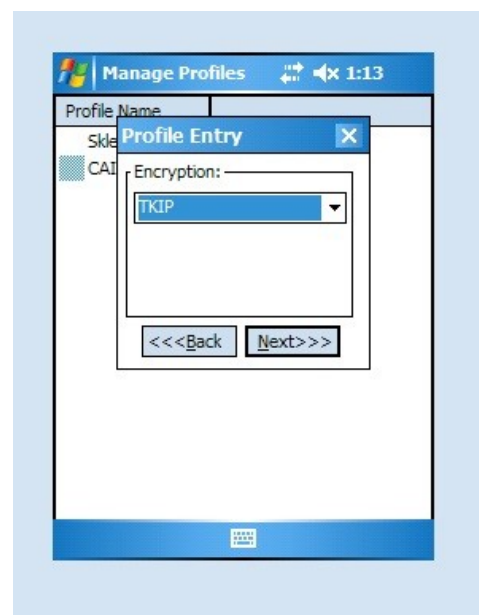 Manage Profiles 1:13
Profile Name
Profile Entry
Encryption:
TKIP
<<<Back Next>>>